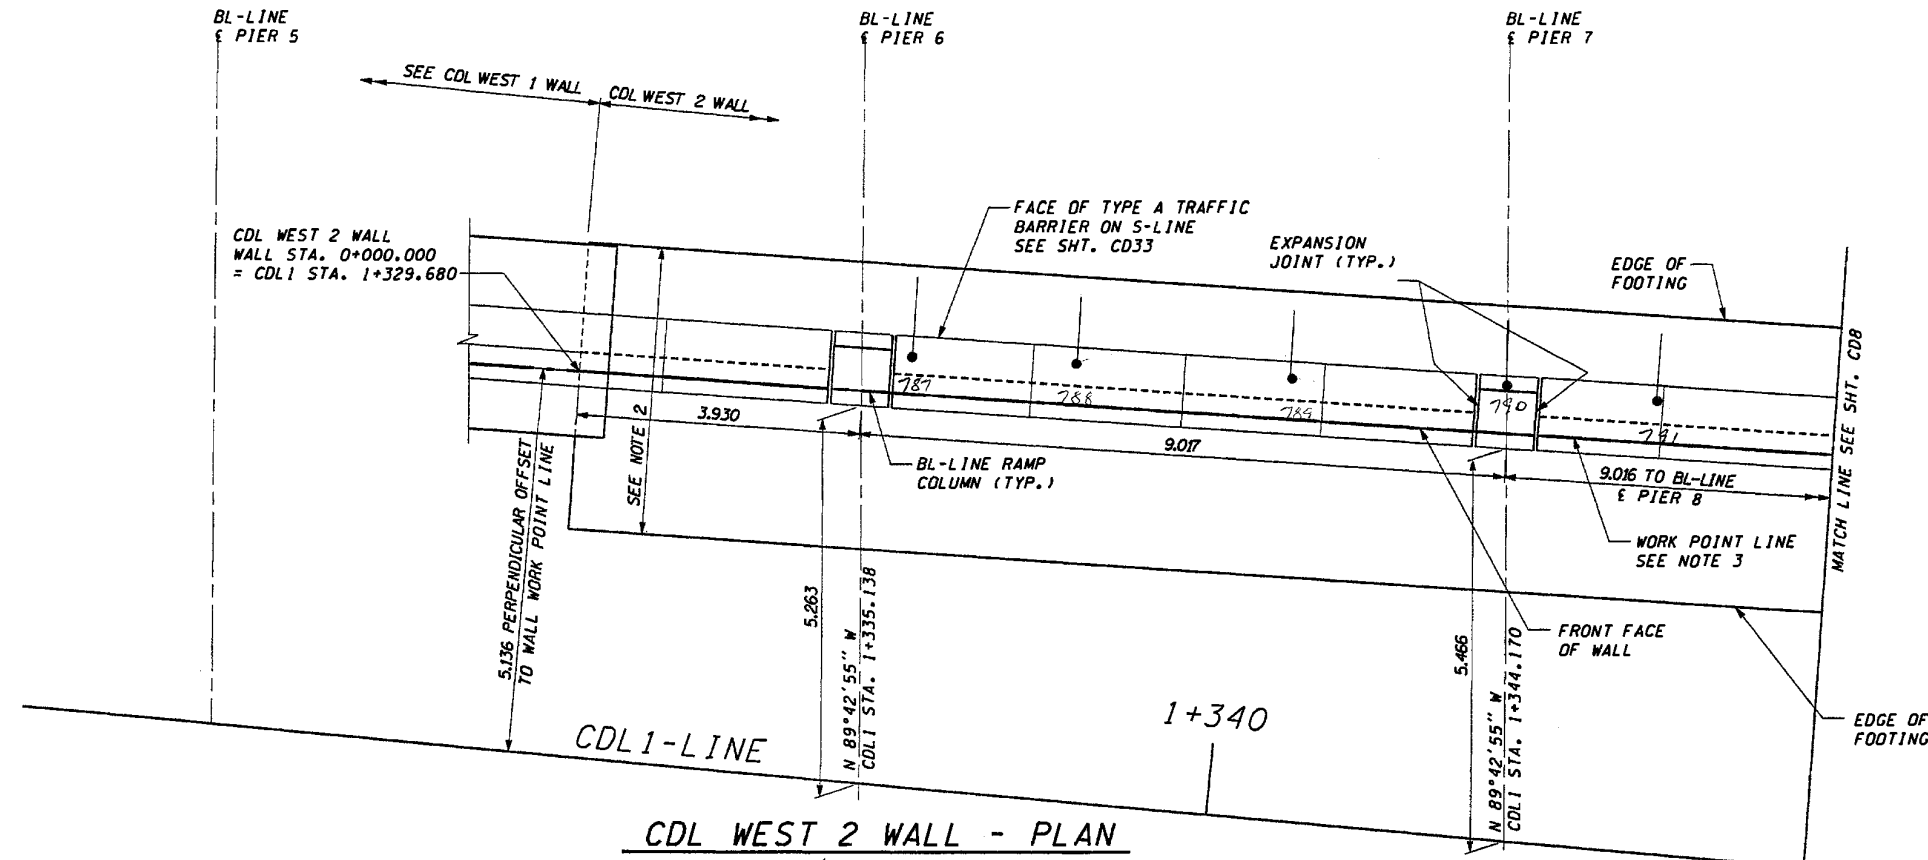 BL-LINE
℄ PIER 5
BL-LINE
℄ PIER 6
BL-LINE
℄ PIER 7
SEE CDL WEST 1 WALL
CDL WEST 2 WALL
CDL WEST 2 WALL
WALL STA. 0+000.000
= CDL1 STA. 1+329.680
FACE OF TYPE A TRAFFIC
BARRIER ON S-LINE
SEE SHT. CD33
EXPANSION
JOINT (TYP.)
EDGE OF
FOOTING
MATCH LINE SEE SHT. CD8
787
788
789
790
791
3.930
SEE NOTE 2
9.017
BL-LINE RAMP
COLUMN (TYP.)
9.016 TO BL-LINE
℄ PIER 8
WORK POINT LINE
SEE NOTE 3
5.136 PERPENDICULAR OFFSET
TO WALL WORK POINT LINE
5.263
N 89°42'55" W
CDL1 STA. 1+335.138
5.466
N 89°42'55" W
CDL1 STA. 1+344.170
FRONT FACE
OF WALL
EDGE OF
FOOTING
1+340
CDL1-LINE
CDL WEST 2 WALL - PLAN